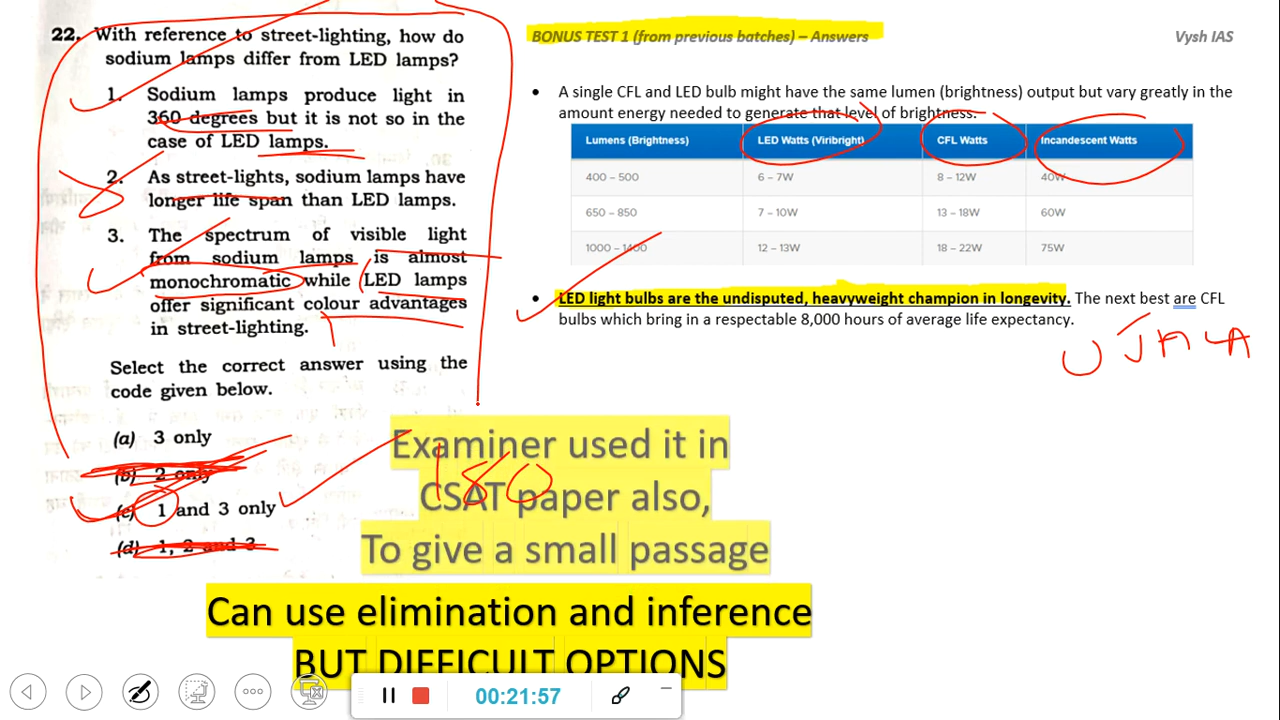 22. With reference to street-lighting, how do
sodium lamps differ from LED lamps?
1. Sodium lamps produce light in
360 degrees but it is not so in the
case of LED lamps.
2. As street-lights, sodium lamps have
longer life span than LED lamps.
3. The spectrum of visible light
from sodium lamps is almost
monochromatic while LED lamps
offer significant colour advantages
in street-lighting.
Select the correct answer using the
code given below.
(a) 3 only
(b) 2 only
(c) 1 and 3 only
(d) 1, 2 and 3
BONUS TEST 1 (from previous batches) – Answers
Vysh IAS
• A single CFL and LED bulb might have the same lumen (brightness) output but vary greatly in the
amount energy needed to generate that level of brightness.
Lumens (Brightness) LED Watts (Viribright) CFL Watts Incandescent Watts
400 – 500 6 – 7W 8 – 12W 40W
650 – 850 7 – 10W 13 – 18W 60W
1000 – 1400 12 – 13W 18 – 22W 75W
• LED light bulbs are the undisputed, heavyweight champion in longevity. The next best are CFL
bulbs which bring in a respectable 8,000 hours of average life expectancy.
UJALA
Examiner used it in
CSAT paper also,
To give a small passage
180
Can use elimination and inference
BUT DIFFICULT OPTIONS
00:21:57